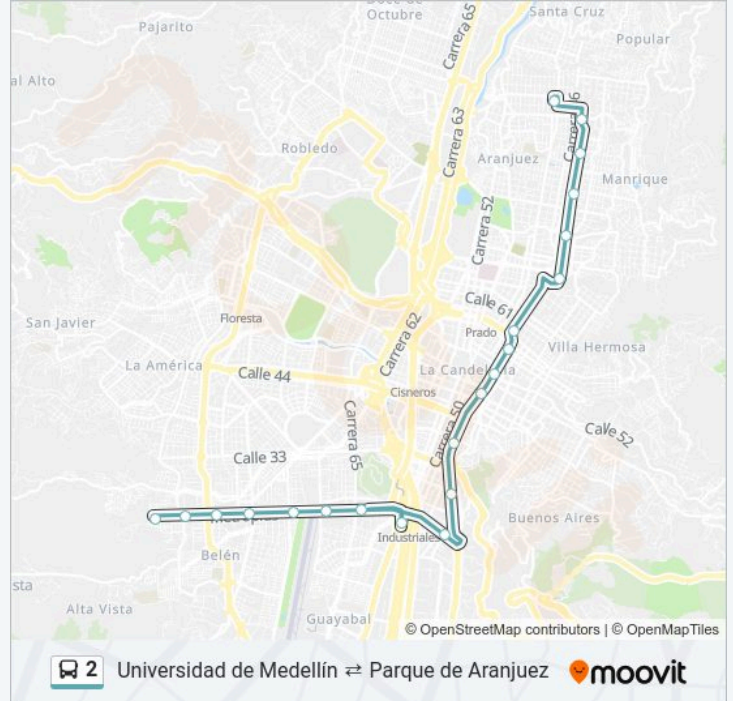 Doce de
Octubre
Carrera 65
Santa Cruz
Pajarito
Popular
al Alto
Carrera 63
Robledo
Aranjuez
Manrique
Carrera 52
Calle 61
San Javier
Floresta
Carrera 62
Prado
Villa Hermosa
La América
Calle 44
La Candelaria
Cisneros
Carrera 50
Calle 52
Carrera 65
Calle 33
Buenos Aires
Industriales
Belén
sta
Alta Vista
Guayabal
© OpenStreetMap contributors | © OpenMapTiles
2 Universidad de Medellín ⇄ Parque de Aranjuez moovit